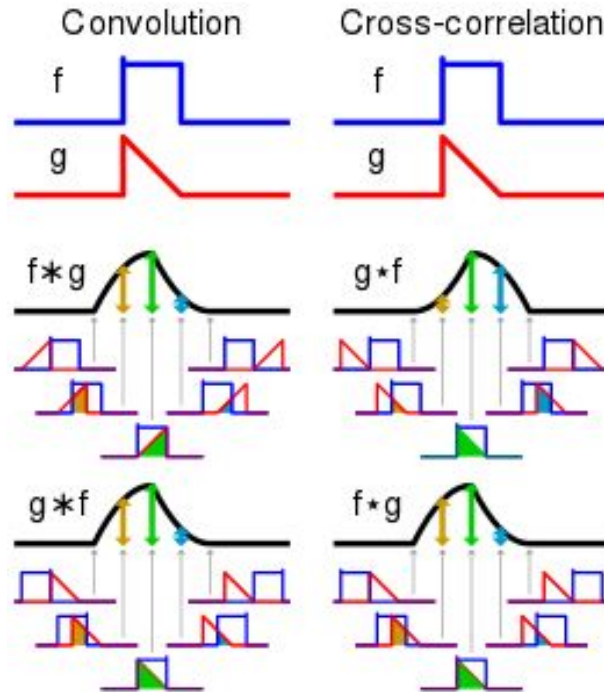 Convolution Cross-correlation
f f
g g
f∗g g⋆f
g∗f f⋆g